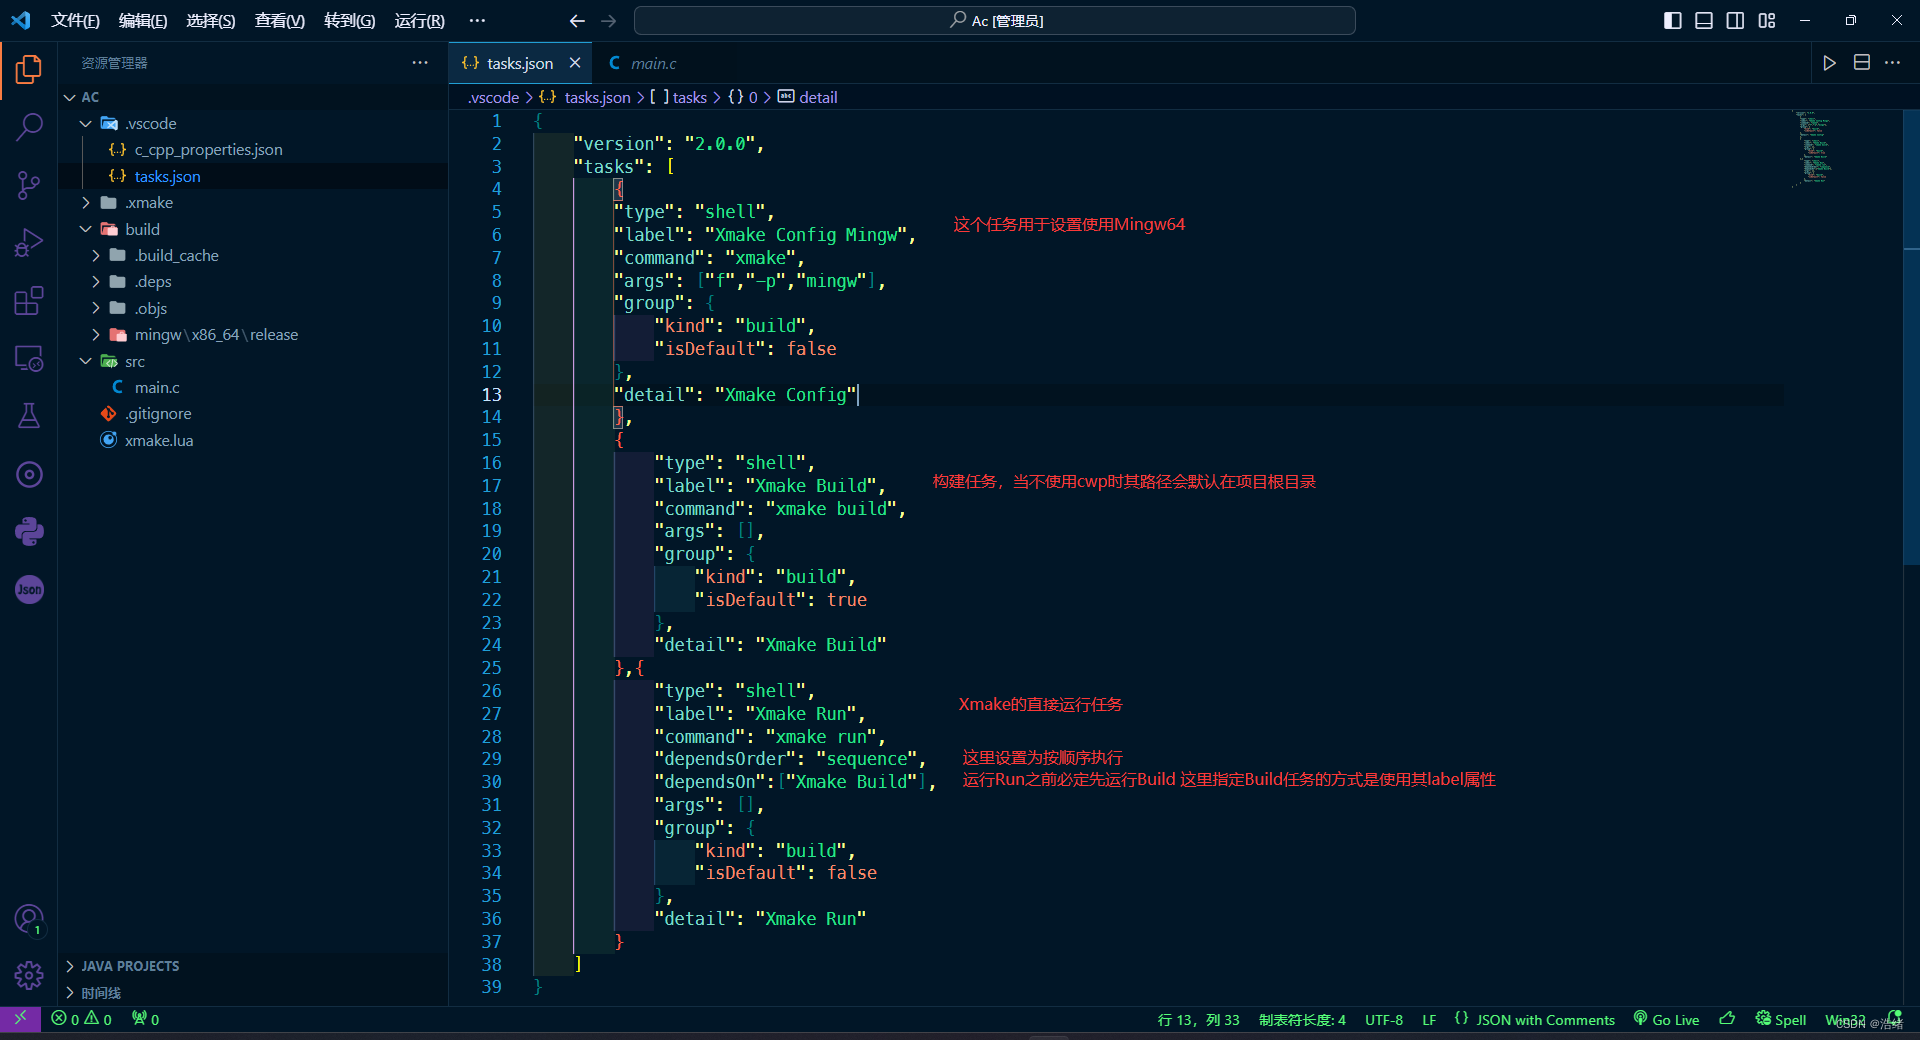 文件(F) 编辑(E) 选择(S) 查看(V) 转到(G) 运行(R) ··· Ac [管理员]
资源管理器 ···
tasks.json main.c
.vscode > tasks.json > [ ] tasks > {} 0 > detail
AC
.vscode
c_cpp_properties.json
tasks.json
.xmake
build
.build_cache
.deps
.objs
mingw\x86_64\release
src
main.c
.gitignore
xmake.lua
Json
1
JAVA PROJECTS
时间线
1 {
2 "version": "2.0.0",
3 "tasks": [
4 {
5 "type": "shell",
这个任务用于设置使用Mingw64
6 "label": "Xmake Config Mingw",
7 "command": "xmake",
8 "args": ["f","-p","mingw"],
9 "group": {
10 "kind": "build",
11 "isDefault": false
12 },
13 "detail": "Xmake Config"
14 },
15 {
16 "type": "shell",
17 "label": "Xmake Build", 构建任务，当不使用cwp时其路径会默认在项目根目录
18 "command": "xmake build",
19 "args": [],
20 "group": {
21 "kind": "build",
22 "isDefault": true
23 },
24 "detail": "Xmake Build"
25 },{
26 "type": "shell",
27 "label": "Xmake Run", Xmake的直接运行任务
28 "command": "xmake run",
29 "dependsOrder": "sequence", 这里设置为按顺序执行
30 "dependsOn":["Xmake Build"], 运行Run之前必定先运行Build 这里指定Build任务的方式是使用其label属性
31 "args": [],
32 "group": {
33 "kind": "build",
34 "isDefault": false
35 },
36 "detail": "Xmake Run"
37 }
38 ]
39 }
0 0 0 行 13，列 33 制表符长度: 4 UTF-8 LF {} JSON with Comments Go Live Spell Win32
CSDN @浩绪